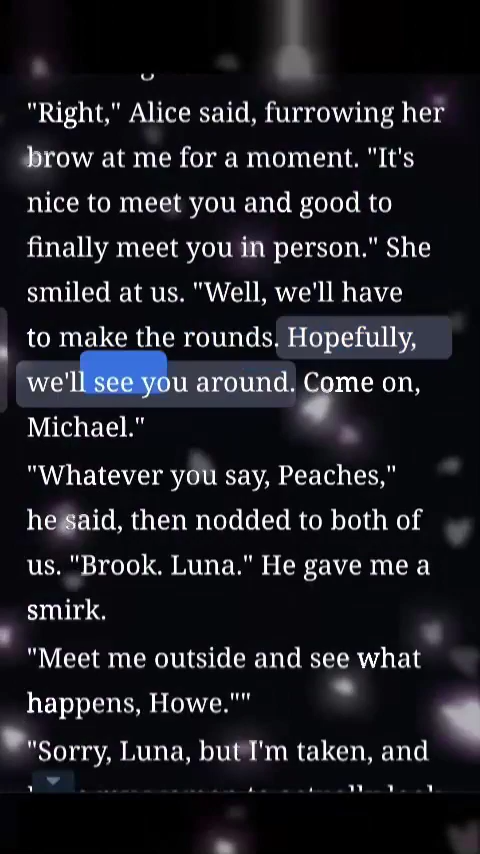 "Right," Alice said, furrowing her
brow at me for a moment. "It's
nice to meet you and good to
finally meet you in person." She
smiled at us. "Well, we'll have
to make the rounds. Hopefully,
we'll see you around. Come on,
Michael."
"Whatever you say, Peaches,"
he said, then nodded to both of
us. "Brook. Luna." He gave me a
smirk.
"Meet me outside and see what
happens, Howe.""
"Sorry, Luna, but I'm taken, and